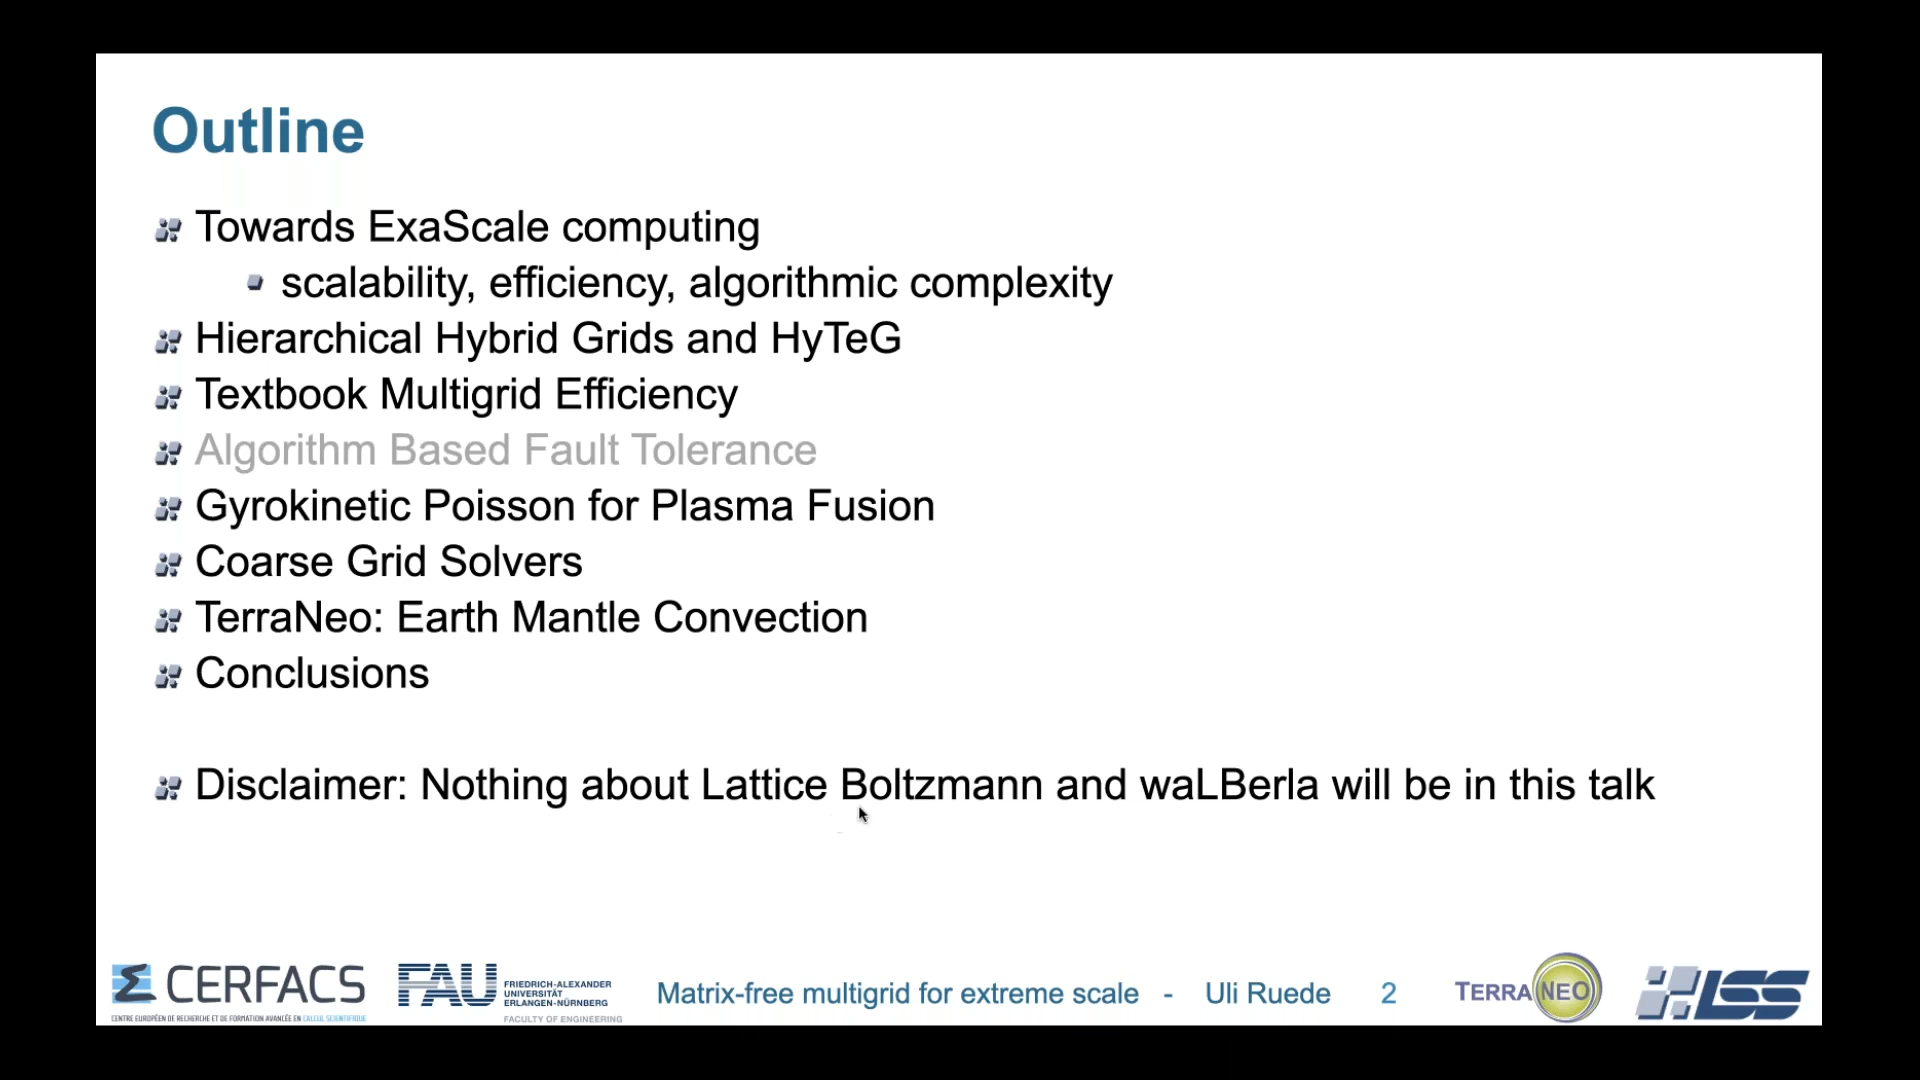 Outline
Towards ExaScale computing
scalability, efficiency, algorithmic complexity
Hierarchical Hybrid Grids and HyTeG
Textbook Multigrid Efficiency
Algorithm Based Fault Tolerance
Gyrokinetic Poisson for Plasma Fusion
Coarse Grid Solvers
TerraNeo: Earth Mantle Convection
Conclusions
Disclaimer: Nothing about Lattice Boltzmann and waLBerla will be in this talk
CERFACS
CENTRE EUROPÉEN DE RECHERCHE ET DE FORMATION AVANCÉE EN CALCUL SCIENTIFIQUE
FAU
FRIEDRICH-ALEXANDER
UNIVERSITÄT
ERLANGEN-NÜRNBERG
FACULTY OF ENGINEERING
Matrix-free multigrid for extreme scale - Uli Ruede 2
TERRA NEO
LSS